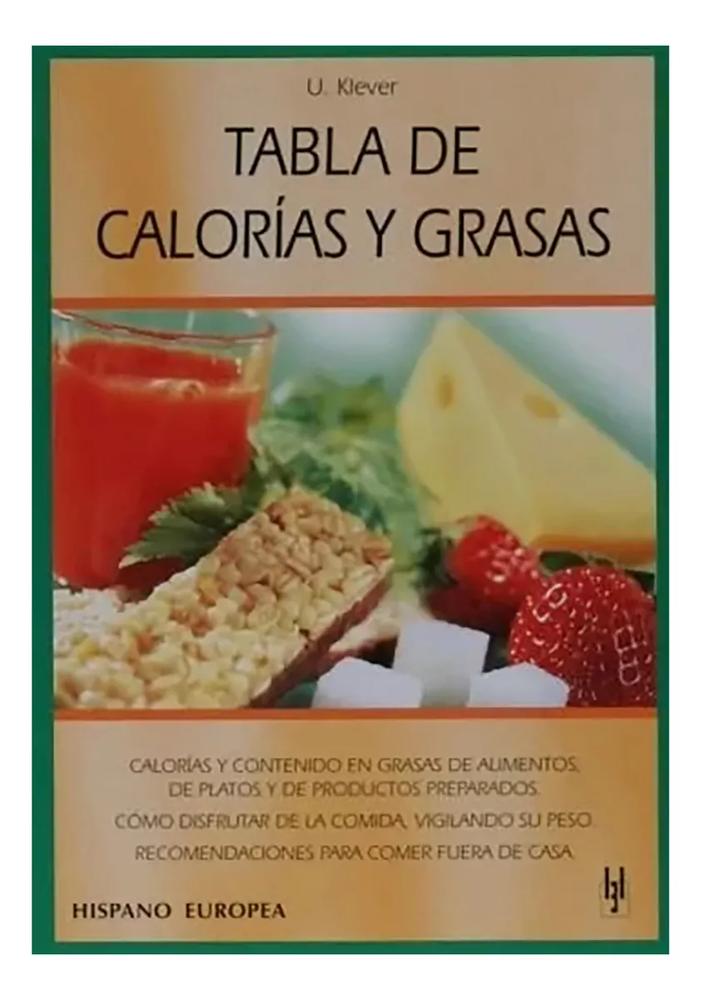 U. Klever
TABLA DE
CALORÍAS Y GRASAS
CALORÍAS Y CONTENIDO EN GRASAS DE ALIMENTOS,
DE PLATOS Y DE PRODUCTOS PREPARADOS.
CÓMO DISFRUTAR DE LA COMIDA, VIGILANDO SU PESO.
RECOMENDACIONES PARA COMER FUERA DE CASA.
HISPANO EUROPEA